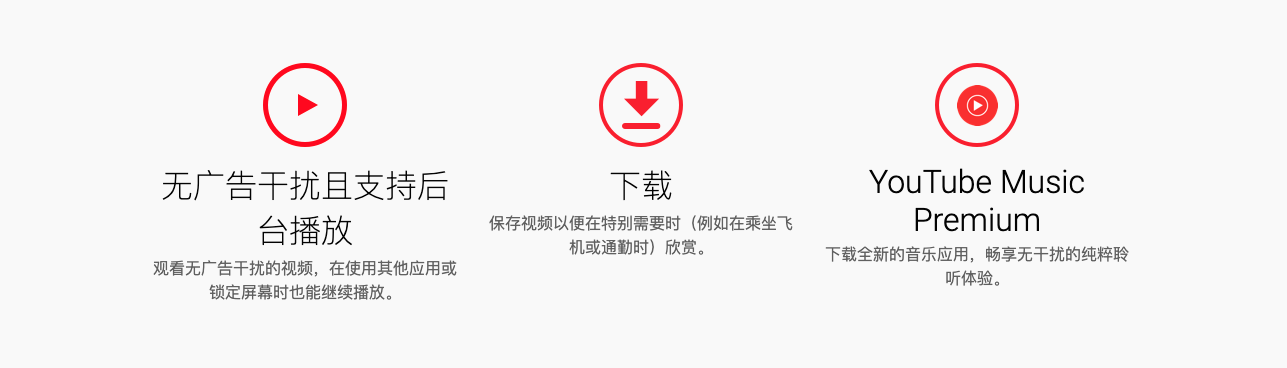 无广告干扰且支持后
台播放
观看无广告干扰的视频，在使用其他应用或
锁定屏幕时也能继续播放。
下载
保存视频以便在特别需要时（例如在乘坐飞
机或通勤时）欣赏。
YouTube Music
Premium
下载全新的音乐应用，畅享无干扰的纯粹聆
听体验。